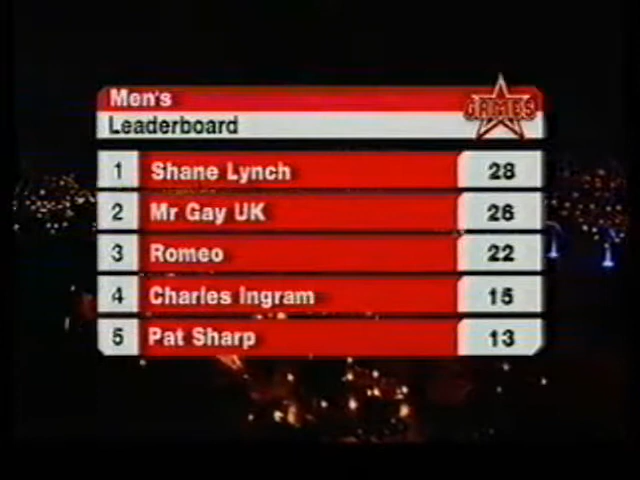 Men's
GAMES
Leaderboard
1 Shane Lynch 28
2 Mr Gay UK 26
3 Romeo 22
4 Charles Ingram 15
5 Pat Sharp 13